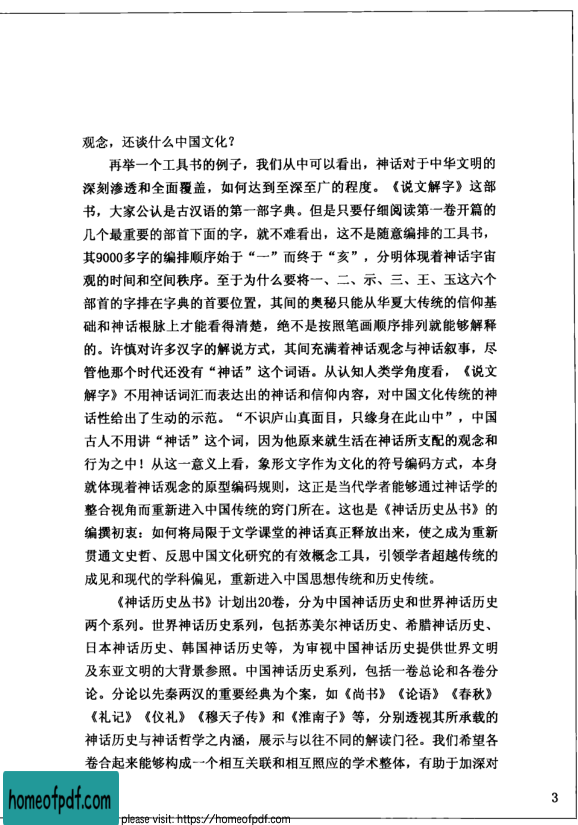 观念，还谈什么中国文化？
再举一个工具书的例子，我们从中可以看出，神话对于中华文明的
深刻渗透和全面覆盖，如何达到至深至广的程度。《说文解字》这部
书，大家公认是古汉语的第一部字典。但是只要仔细阅读第一卷开篇的
几个最重要的部首下面的字，就不难看出，这不是随意编排的工具书，
其9000多字的编排顺序始于“一”而终于“亥”，分明体现着神话宇宙
观的时间和空间秩序。至于为什么要将一、二、示、三、王、玉这六个
部首的字排在字典的首要位置，其间的奥秘只能从华夏大传统的信仰基
础和神话根脉上才能看得清楚，绝不是按照笔画顺序排列就能够解释
的。许慎对许多汉字的解说方式，其间充满着神话观念与神话叙事，尽
管他那个时代还没有“神话”这个词语。从认知人类学角度看，《说文
解字》不用神话词汇而表达出的神话和信仰内容，对中国文化传统的神
话性给出了生动的示范。“不识庐山真面目，只缘身在此山中”，中国
古人不用讲“神话”这个词，因为他原来就生活在神话所支配的观念和
行为之中！从这一意义上看，象形文字作为文化的符号编码方式，本身
就体现着神话观念的原型编码规则，这正是当代学者能够通过神话学的
整合视角而重新进入中国传统的窍门所在。这也是《神话历史丛书》的
编撰初衷：如何将局限于文学课堂的神话真正释放出来，使之成为重新
贯通文史哲、反思中国文化研究的有效概念工具，引领学者超越传统的
成见和现代的学科偏见，重新进入中国思想传统和历史传统。
《神话历史丛书》计划出20卷，分为中国神话历史和世界神话历史
两个系列。世界神话历史系列，包括苏美尔神话历史、希腊神话历史、
日本神话历史、韩国神话历史等，为审视中国神话历史提供世界文明
及东亚文明的大背景参照。中国神话历史系列，包括一卷总论和各卷分
论。分论以先秦两汉的重要经典为个案，如《尚书》《论语》《春秋》
《礼记》《仪礼》《穆天子传》和《淮南子》等，分别透视其所承载的
神话历史与神话哲学之内涵，展示与以往不同的解读门径。我们希望各
卷合起来能够构成一个相互关联和相互照应的学术整体，有助于加深对
3
homeofpdf.com
please visit: https://homeofpdf.com